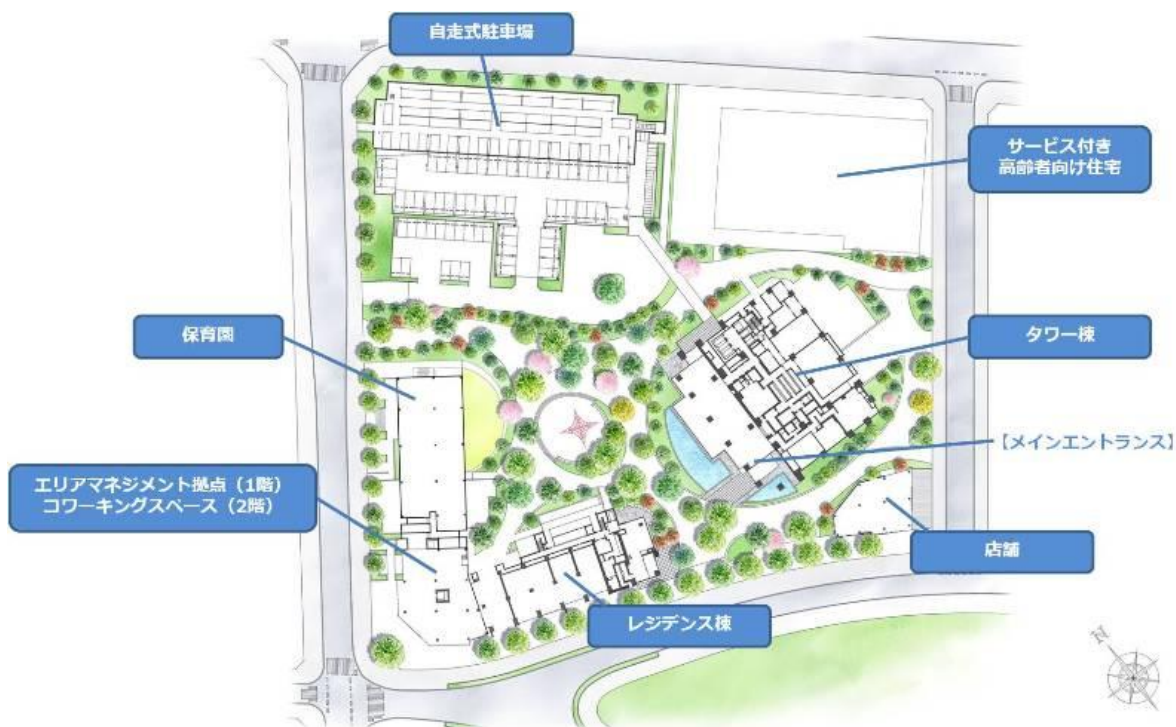 自走式駐車場
サービス付き
高齢者向け住宅
保育園
タワー棟
【メインエントランス】
エリアマネジメント拠点（1階）
コワーキングスペース（2階）
店舗
レジデンス棟
N